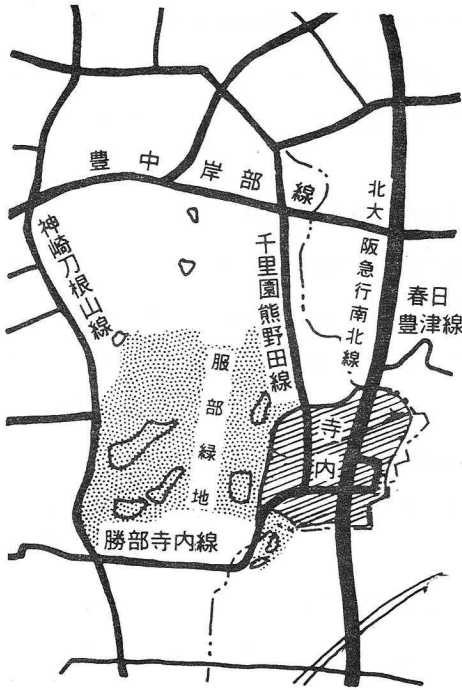 豊中岸部線
神崎刀根山線
千里園熊野田線
北大阪急行南北線
春日
豊津線
服部緑地
寺内
勝部寺内線